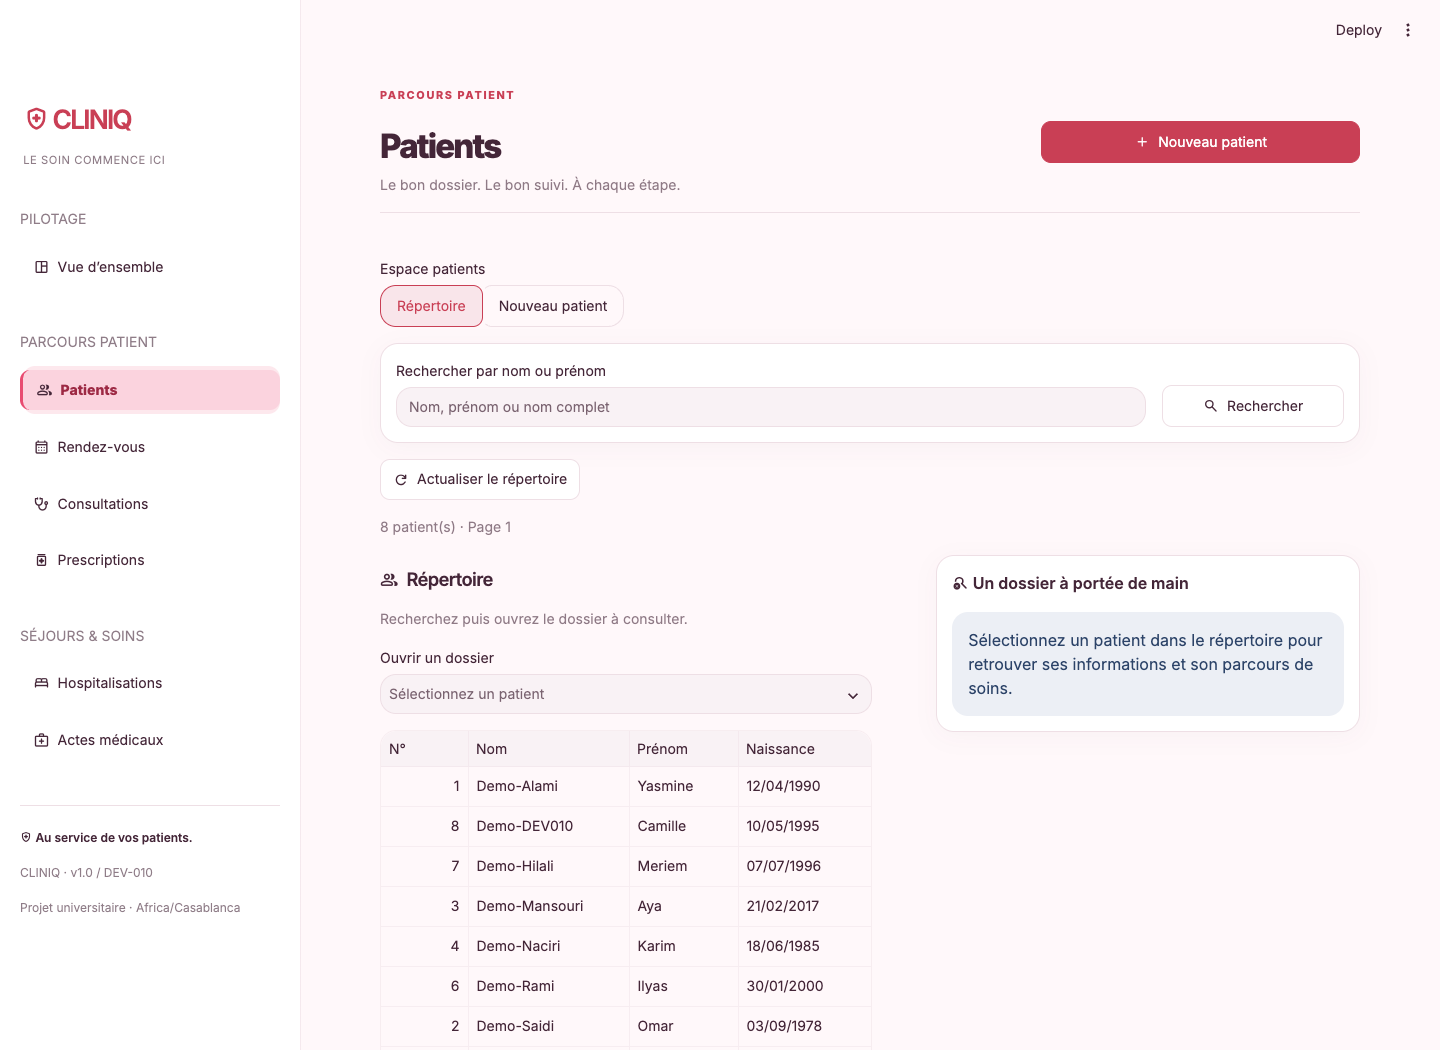 Deploy
CLINIQ
LE SOIN COMMENCE ICI
PILOTAGE
Vue d’ensemble
PARCOURS PATIENT
Patients
Rendez-vous
Consultations
Prescriptions
SÉJOURS & SOINS
Hospitalisations
Actes médicaux
Au service de vos patients.
CLINIQ · v1.0 / DEV-010
Projet universitaire · Africa/Casablanca
PARCOURS PATIENT
Patients
+ Nouveau patient
Le bon dossier. Le bon suivi. À chaque étape.
Espace patients
Répertoire Nouveau patient
Rechercher par nom ou prénom
Nom, prénom ou nom complet
Rechercher
Actualiser le répertoire
8 patient(s) · Page 1
Répertoire
Recherchez puis ouvrez le dossier à consulter.
Ouvrir un dossier
Sélectionnez un patient
N° Nom Prénom Naissance
1 Demo-Alami Yasmine 12/04/1990
8 Demo-DEV010 Camille 10/05/1995
7 Demo-Hilali Meriem 07/07/1996
3 Demo-Mansouri Aya 21/02/2017
4 Demo-Naciri Karim 18/06/1985
6 Demo-Rami Ilyas 30/01/2000
2 Demo-Saidi Omar 03/09/1978
Un dossier à portée de main
Sélectionnez un patient dans le répertoire pour
retrouver ses informations et son parcours de
soins.